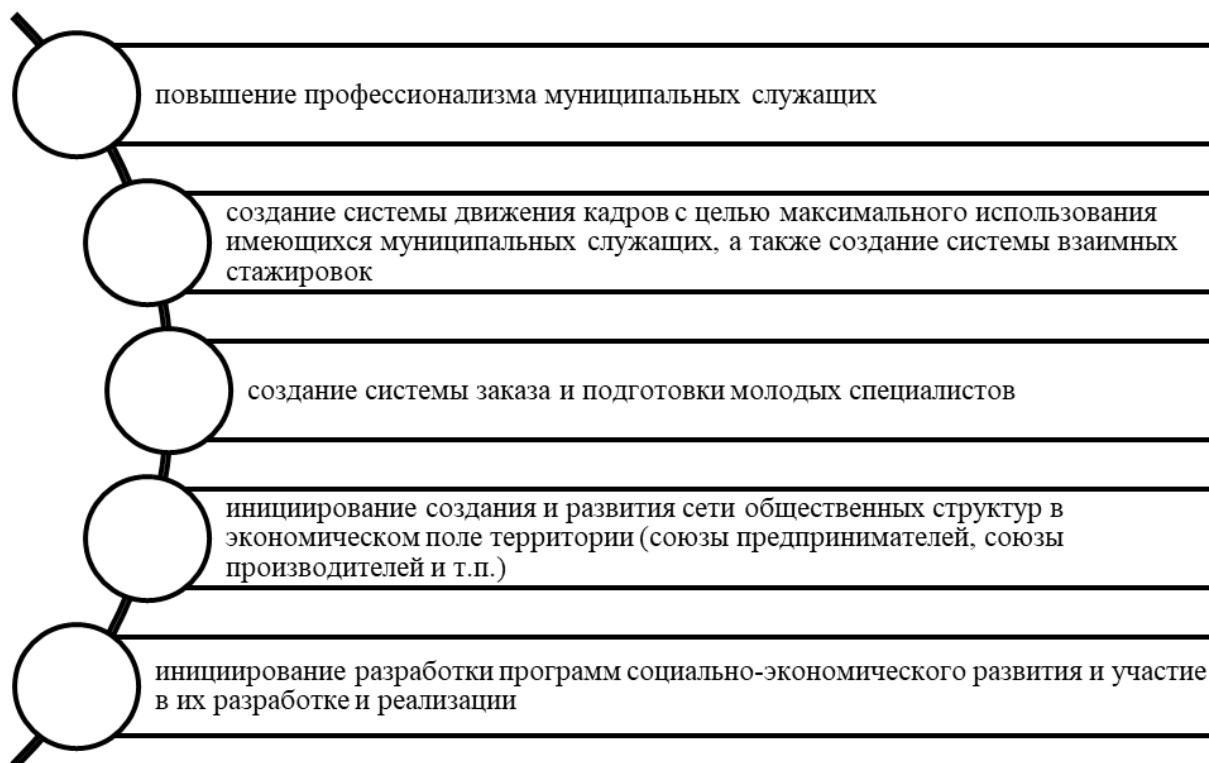 повышение профессионализма муниципальных служащих
создание системы движения кадров с целью максимального использования
имеющихся муниципальных служащих, а также создание системы взаимных
стажировок
создание системы заказа и подготовки молодых специалистов
инициирование создания и развития сети общественных структур в
экономическом поле территории (союзы предпринимателей, союзы
производителей и т.п.)
инициирование разработки программ социально-экономического развития и участие
в их разработке и реализации